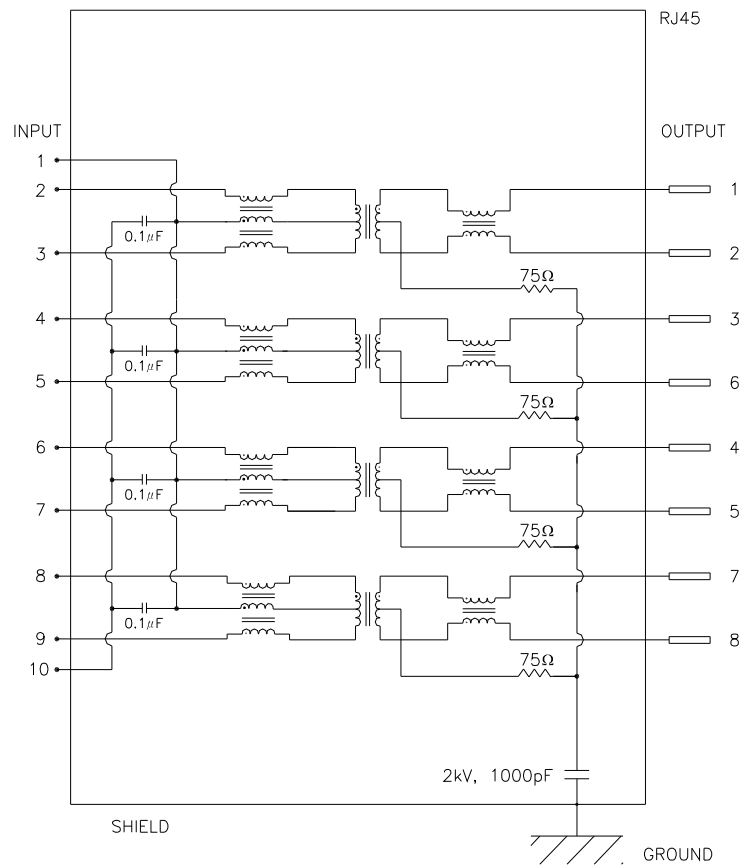 RJ45
INPUT
OUTPUT
1
2
1
0.1μF
3
2
75Ω
4
3
0.1μF
5
6
75Ω
6
4
0.1μF
7
5
75Ω
8
7
0.1μF
9
8
10
75Ω
2kV, 1000pF
SHIELD
GROUND